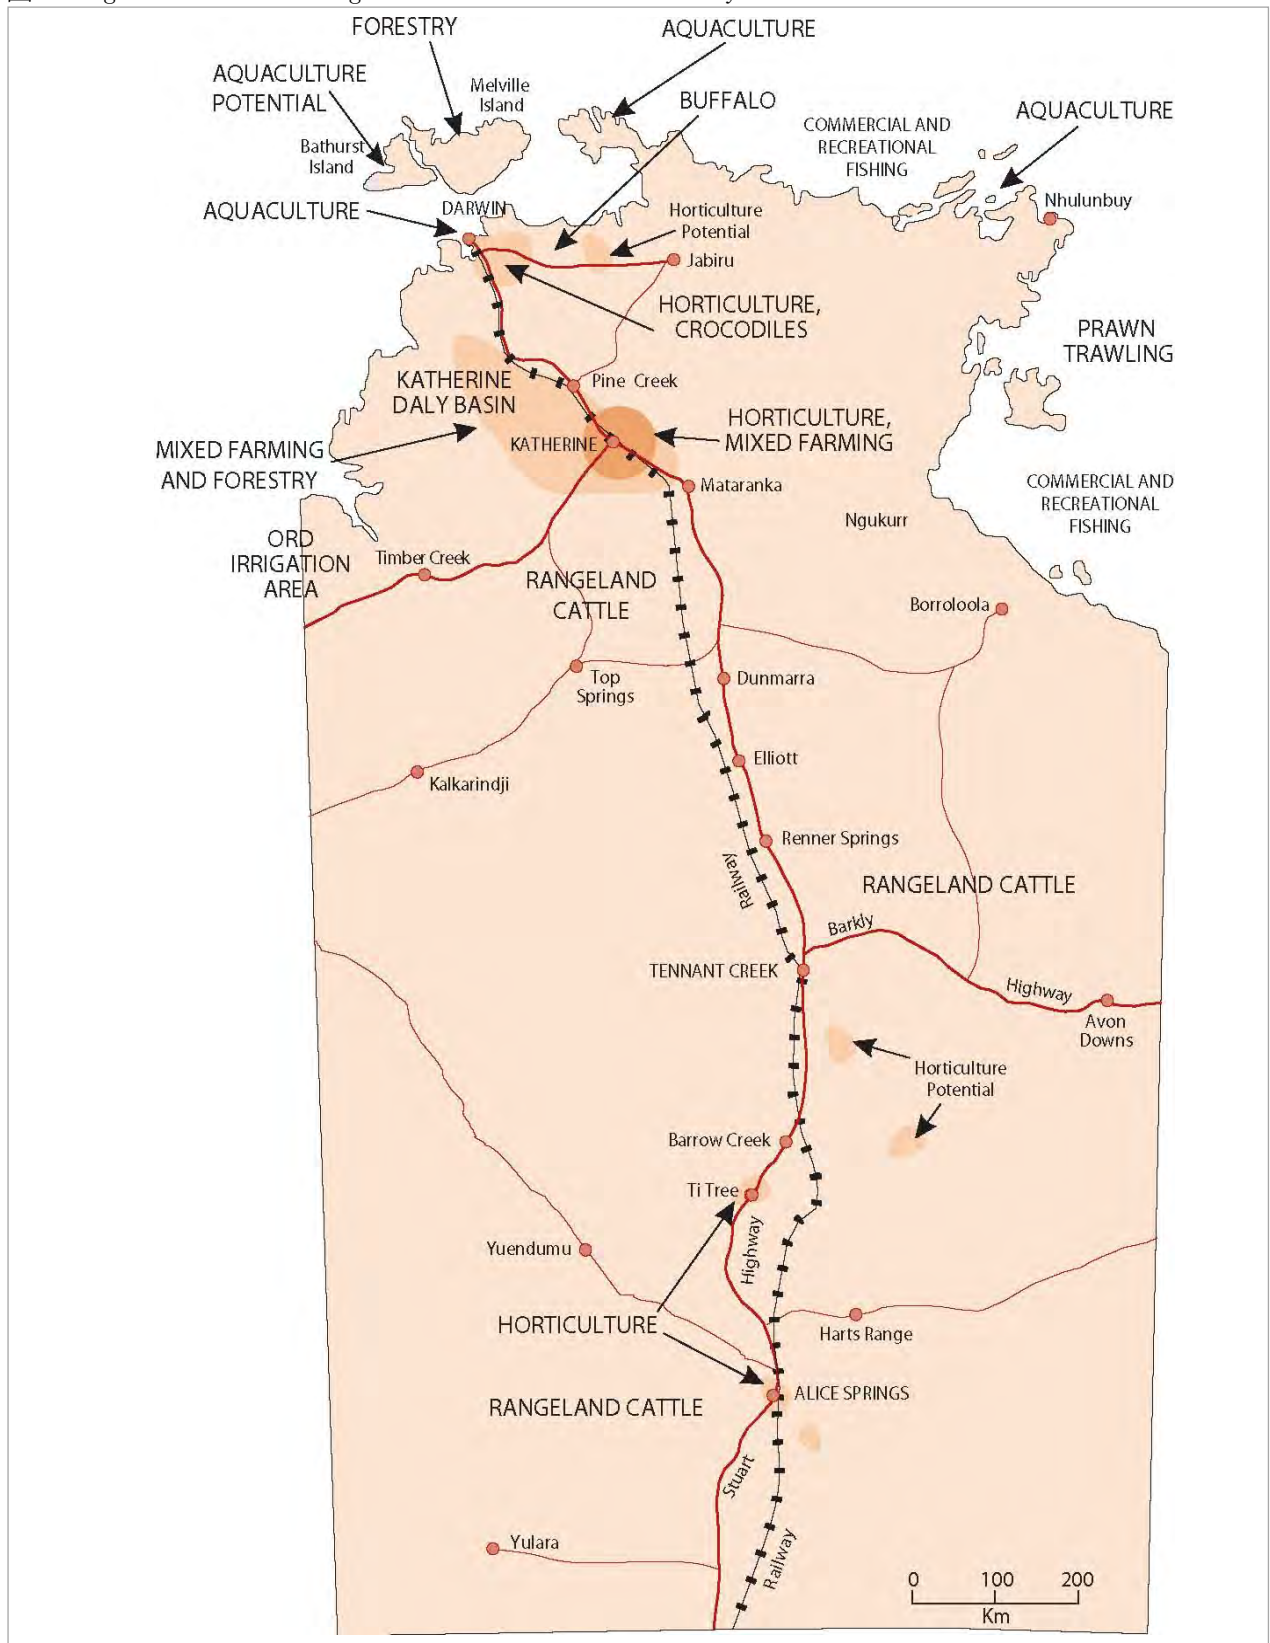 FORESTRY
AQUACULTURE
AQUACULTURE
POTENTIAL
Melville
Island
BUFFALO
AQUACULTURE
COMMERCIAL AND
RECREATIONAL
FISHING
Bathurst
Island
AQUACULTURE
DARWIN
Horticulture
Potential
Nhulunbuy
Jabiru
HORTICULTURE,
CROCODILES
PRAWN
TRAWLING
KATHERINE
DALY BASIN
Pine Creek
HORTICULTURE,
MIXED FARMING
KATHERINE
MIXED FARMING
AND FORESTRY
Mataranka
COMMERCIAL AND
RECREATIONAL
FISHING
Ngukurr
ORD
IRRIGATION
AREA
Timber Creek
RANGELAND
CATTLE
Borroloola
Top
Springs
Dunmarra
Elliott
Kalkarindji
Renner Springs
Railway
RANGELAND CATTLE
Barkly
Highway
TENNANT CREEK
Avon
Downs
Horticulture
Potential
Barrow Creek
Ti Tree
Highway
Yuendumu
HORTICULTURE
Harts Range
ALICE SPRINGS
RANGELAND CATTLE
Stuart
Yulara
Railway
0 100 200
Km